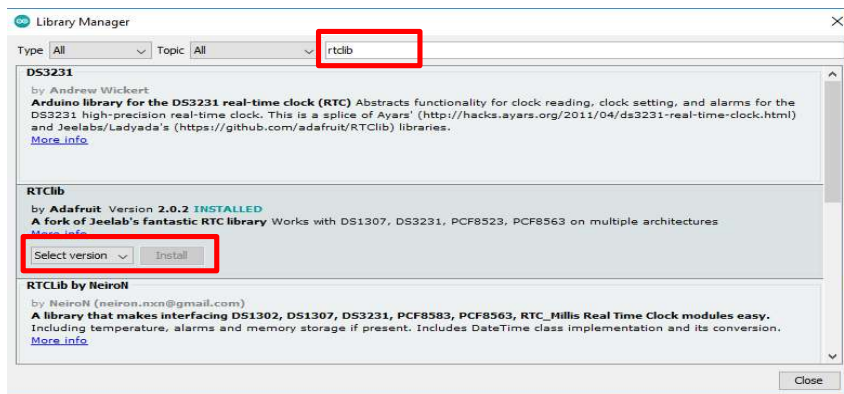 Library Manager
Type All Topic All rtclib
DS3231
by Andrew Wickert
Arduino library for the DS3231 real-time clock (RTC) Abstracts functionality for clock reading, clock setting, and alarms for the
DS3231 high-precision real-time clock. This is a splice of Ayars' (http://hacks.ayars.org/2011/04/ds3231-real-time-clock.html)
and Jeelabs/Ladyada's (https://github.com/adafruit/RTClib) libraries.
More info
RTClib
by Adafruit Version 2.0.2 INSTALLED
A fork of Jeelab's fantastic RTC library Works with DS1307, DS3231, PCF8523, PCF8563 on multiple architectures
More info
Select version Install
RTCLib by NeiroN
by NeiroN (neiron.nxn@gmail.com)
A library that makes interfacing DS1302, DS1307, DS3231, PCF8583, PCF8563, RTC_Millis Real Time Clock modules easy.
Including temperature, alarms and memory storage if present. Includes DateTime class implementation and its conversion.
More info
Close